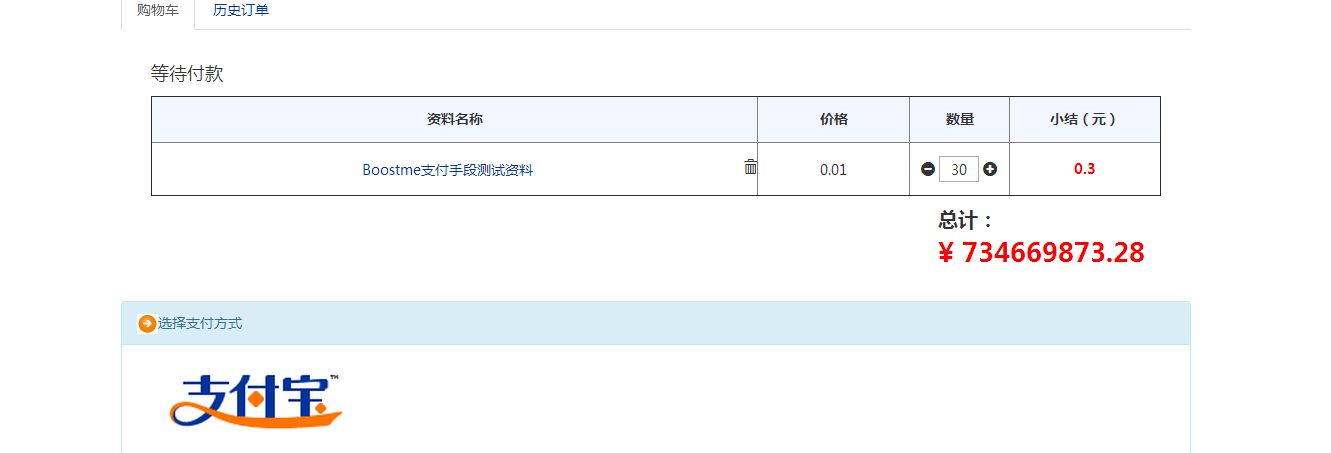 购物车 历史订单
等待付款
资料名称 价格 数量 小结（元）
Boostme支付手段测试资料 0.01 30 0.3
总计：
¥ 734669873.28
选择支付方式
支付宝™